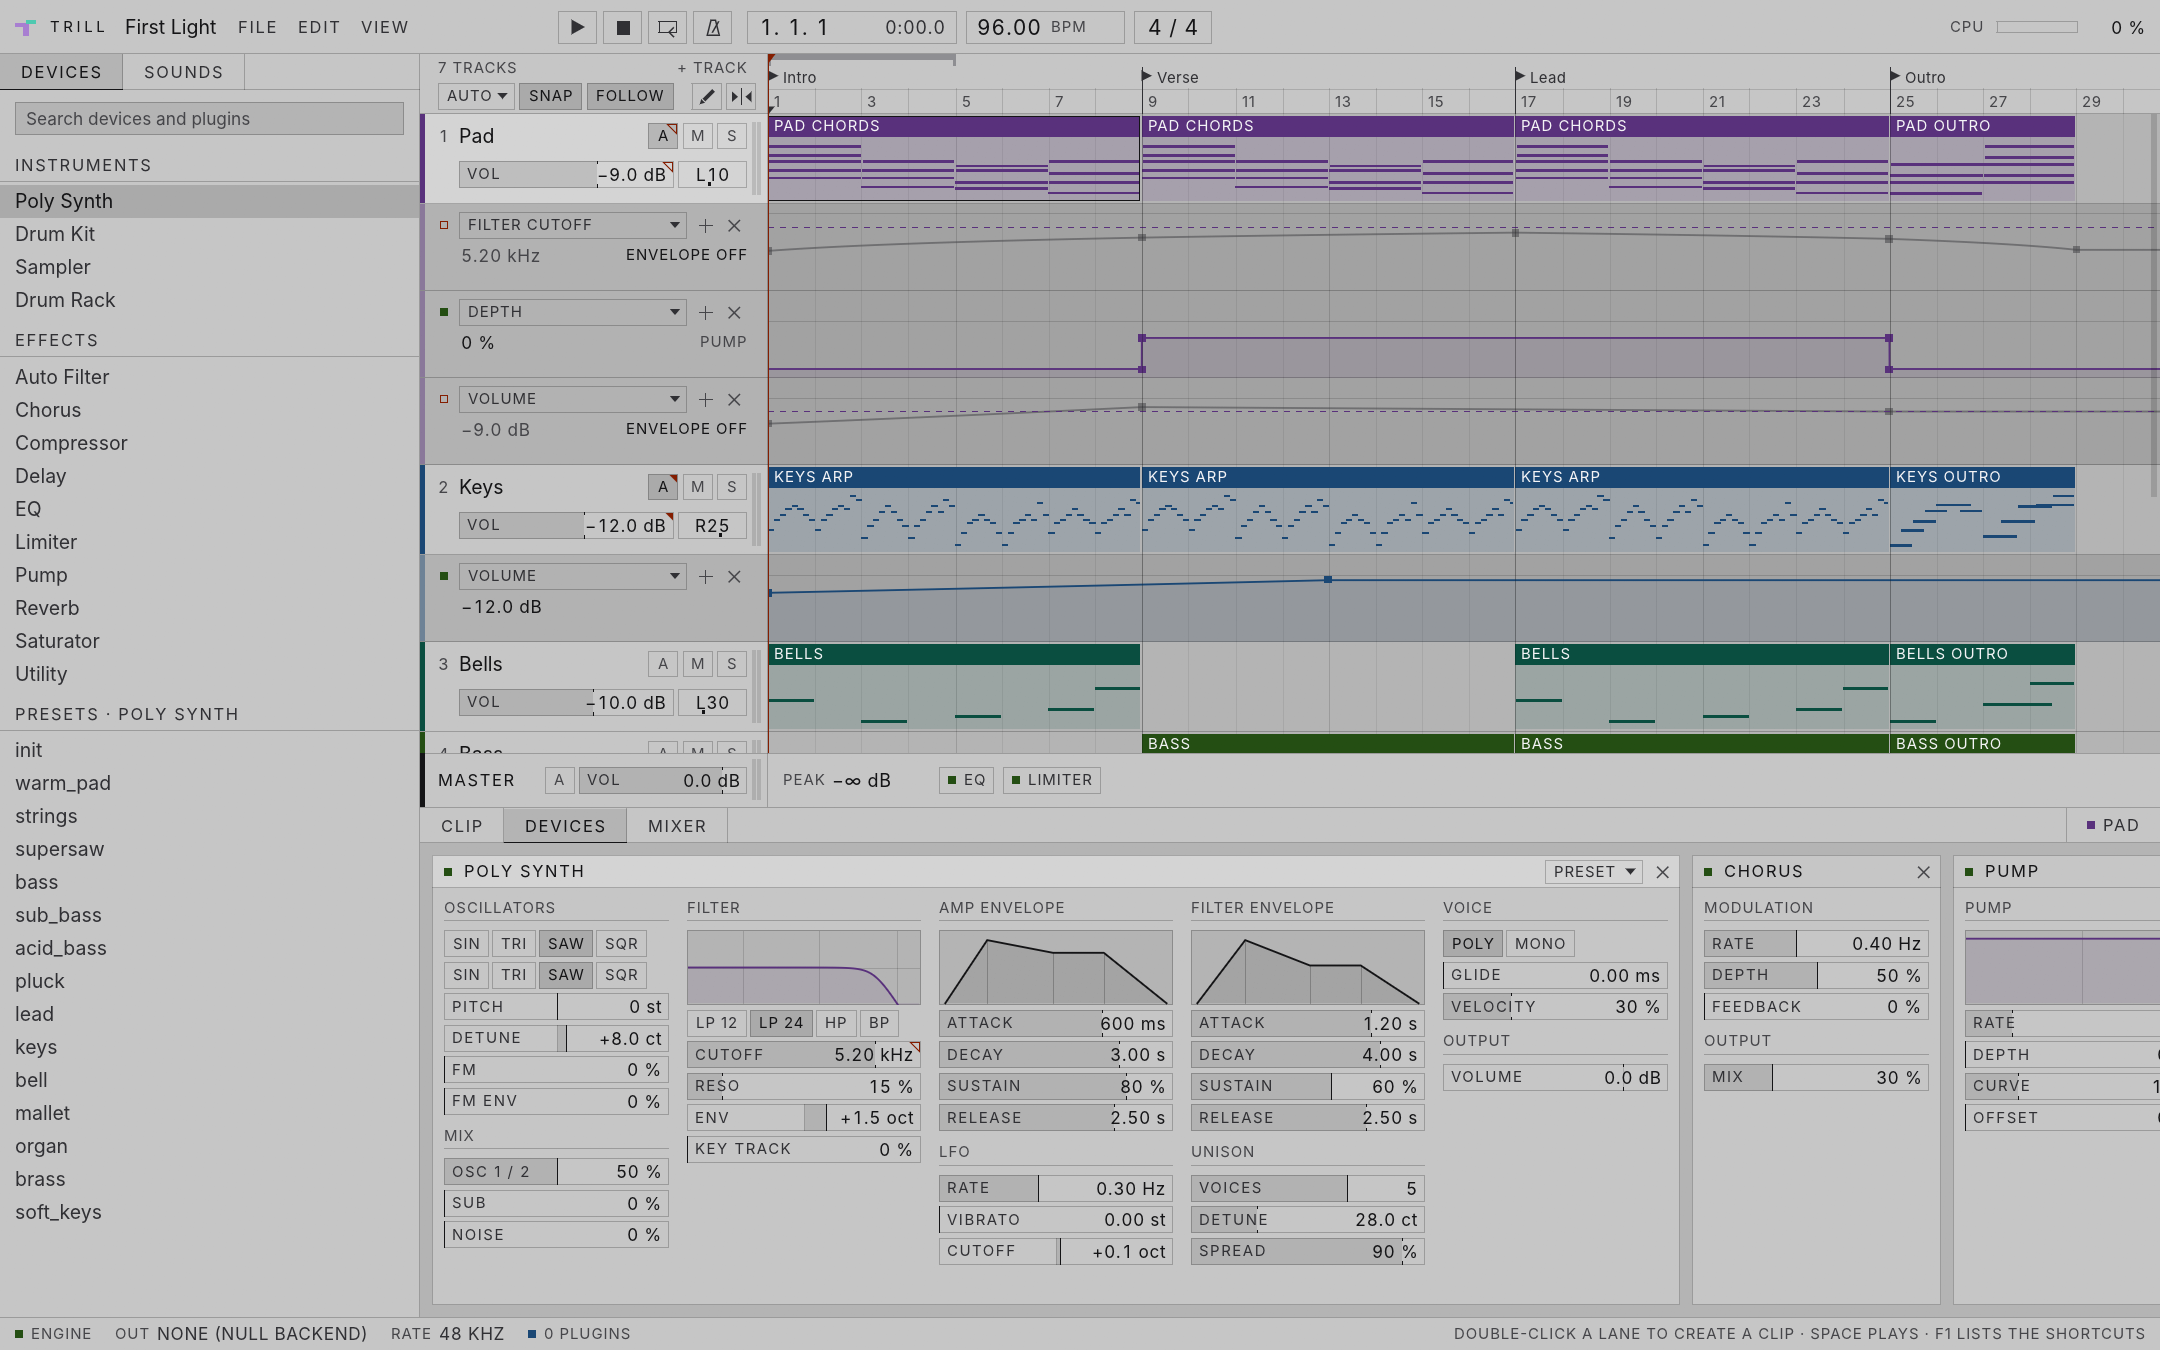 TRILL First Light FILE EDIT VIEW 1. 1. 1 0:00.0 96.00 BPM 4 / 4 CPU 0 %
DEVICES SOUNDS
Search devices and plugins
INSTRUMENTS
Poly Synth
Drum Kit
Sampler
Drum Rack
EFFECTS
Auto Filter
Chorus
Compressor
Delay
EQ
Limiter
Pump
Reverb
Saturator
Utility
PRESETS · POLY SYNTH
init
warm_pad
strings
supersaw
bass
sub_bass
acid_bass
pluck
lead
keys
bell
mallet
organ
brass
soft_keys
7 TRACKS + TRACK
AUTO SNAP FOLLOW
Intro Verse Lead Outro
1 3 5 7 9 11 13 15 17 19 21 23 25 27 29
1 Pad A M S
VOL −9.0 dB L10
PAD CHORDS PAD CHORDS PAD CHORDS PAD OUTRO
FILTER CUTOFF
5.20 kHz ENVELOPE OFF
DEPTH
0 % PUMP
VOLUME
−9.0 dB ENVELOPE OFF
2 Keys A M S
VOL −12.0 dB R25
KEYS ARP KEYS ARP KEYS ARP KEYS OUTRO
VOLUME
−12.0 dB
3 Bells A M S
VOL −10.0 dB L30
BELLS BELLS BELLS OUTRO
4 Bass A M S
BASS BASS BASS OUTRO
MASTER A VOL 0.0 dB PEAK −∞ dB EQ LIMITER
CLIP DEVICES MIXER PAD
POLY SYNTH PRESET
OSCILLATORS
SIN TRI SAW SQR
SIN TRI SAW SQR
PITCH 0 st
DETUNE +8.0 ct
FM 0 %
FM ENV 0 %
MIX
OSC 1 / 2 50 %
SUB 0 %
NOISE 0 %
FILTER
LP 12 LP 24 HP BP
CUTOFF 5.20 kHz
RESO 15 %
ENV +1.5 oct
KEY TRACK 0 %
AMP ENVELOPE
ATTACK 600 ms
DECAY 3.00 s
SUSTAIN 80 %
RELEASE 2.50 s
LFO
RATE 0.30 Hz
VIBRATO 0.00 st
CUTOFF +0.1 oct
FILTER ENVELOPE
ATTACK 1.20 s
DECAY 4.00 s
SUSTAIN 60 %
RELEASE 2.50 s
UNISON
VOICES 5
DETUNE 28.0 ct
SPREAD 90 %
VOICE
POLY MONO
GLIDE 0.00 ms
VELOCITY 30 %
OUTPUT
VOLUME 0.0 dB
CHORUS
MODULATION
RATE 0.40 Hz
DEPTH 50 %
FEEDBACK 0 %
OUTPUT
MIX 30 %
PUMP
PUMP
RATE
DEPTH
CURVE
OFFSET
ENGINE OUT NONE (NULL BACKEND) RATE 48 KHZ 0 PLUGINS DOUBLE-CLICK A LANE TO CREATE A CLIP · SPACE PLAYS · F1 LISTS THE SHORTCUTS